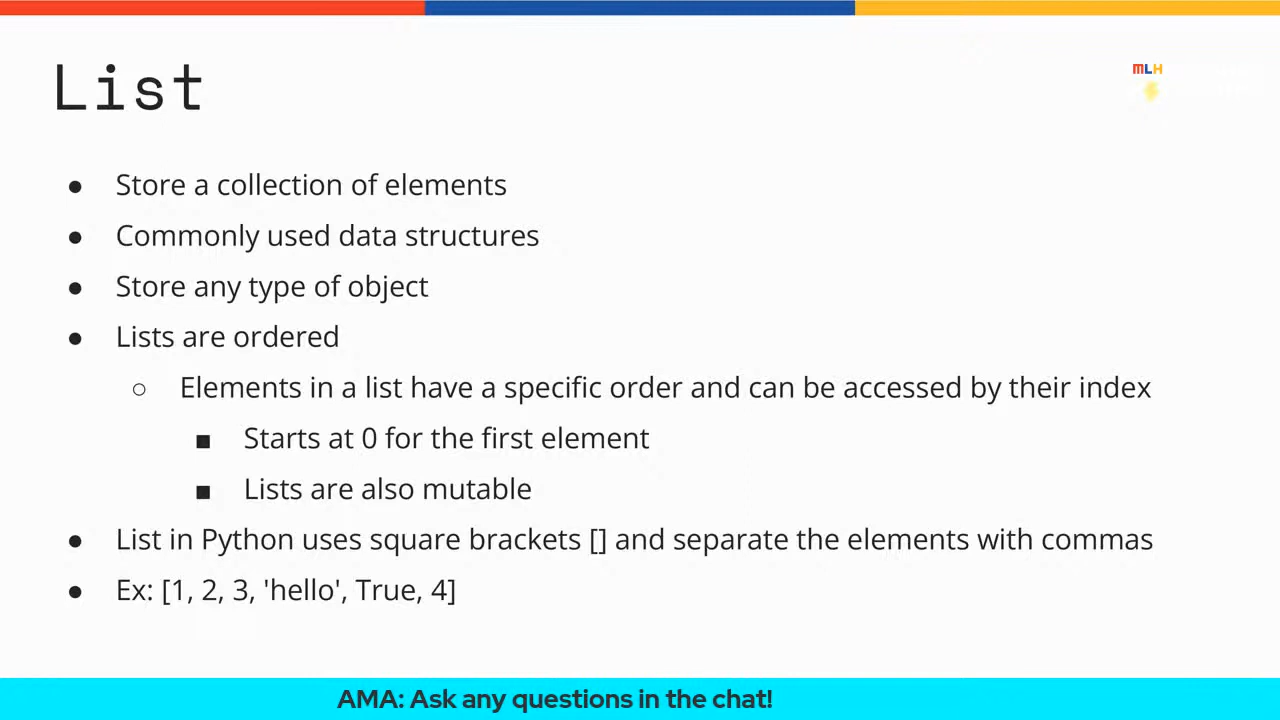 List
MLH
● Store a collection of elements
● Commonly used data structures
● Store any type of object
● Lists are ordered
○ Elements in a list have a specific order and can be accessed by their index
■ Starts at 0 for the first element
■ Lists are also mutable
● List in Python uses square brackets [] and separate the elements with commas
● Ex: [1, 2, 3, 'hello', True, 4]
AMA: Ask any questions in the chat!